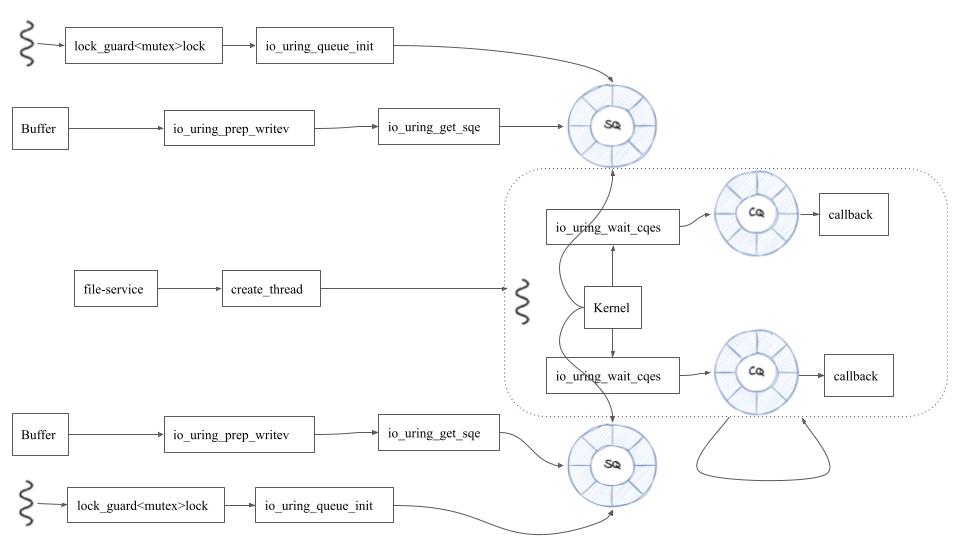 lock_guard<mutex>lock
io_uring_queue_init
Buffer
io_uring_prep_writev
io_uring_get_sqe
SQ
io_uring_wait_cqes
CQ
callback
file-service
create_thread
Kernel
io_uring_wait_cqes
CQ
callback
Buffer
io_uring_prep_writev
io_uring_get_sqe
SQ
lock_guard<mutex>lock
io_uring_queue_init